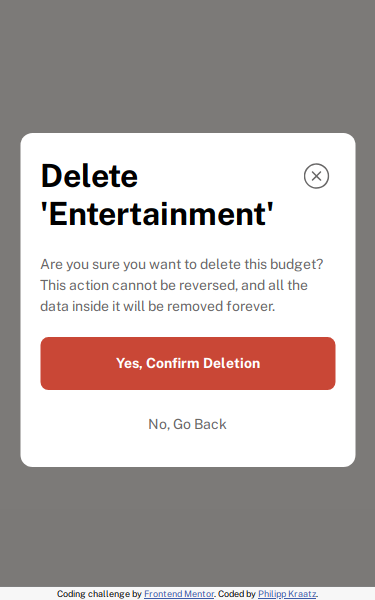 Delete
'Entertainment'
Are you sure you want to delete this budget?
This action cannot be reversed, and all the
data inside it will be removed forever.
Yes, Confirm Deletion
No, Go Back
Coding challenge by Frontend Mentor. Coded by Philipp Kraatz.